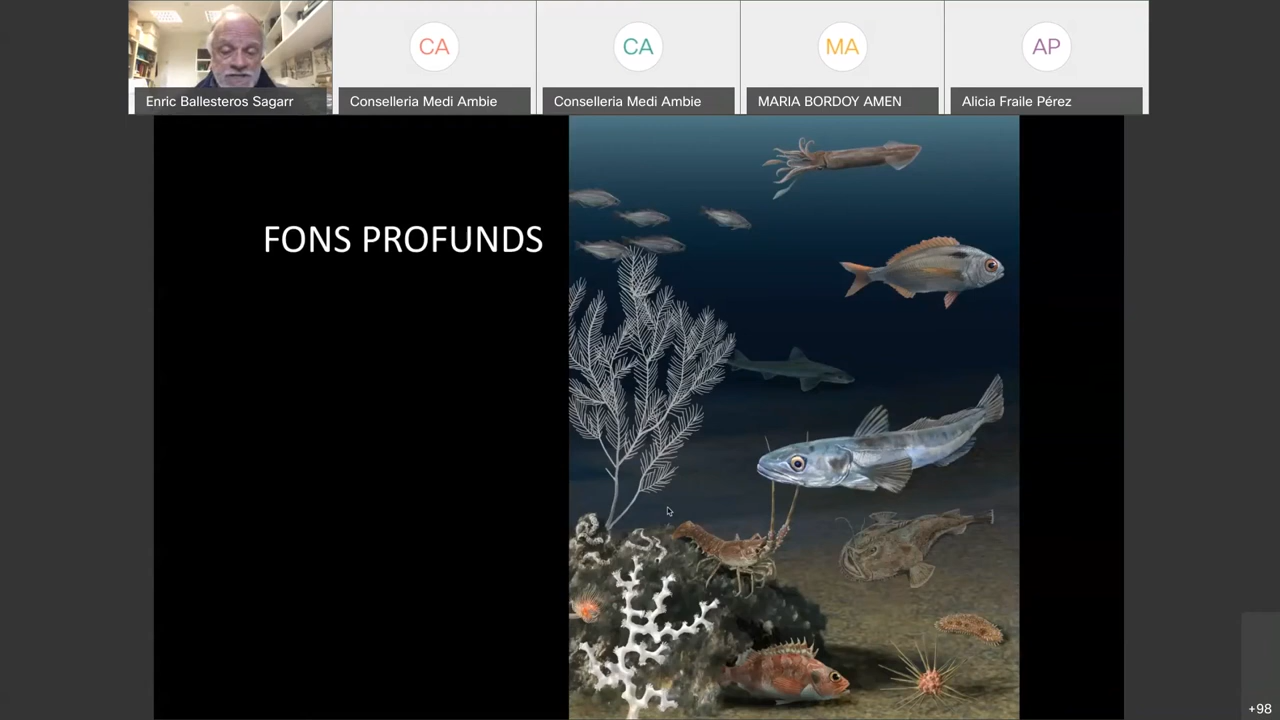 CA
CA
MA
AP
Enric Ballesteros Sagarr
Conselleria Medi Ambie
Conselleria Medi Ambie
MARIA BORDOY AMEN
Alicia Fraile Pérez
FONS PROFUNDS
+98